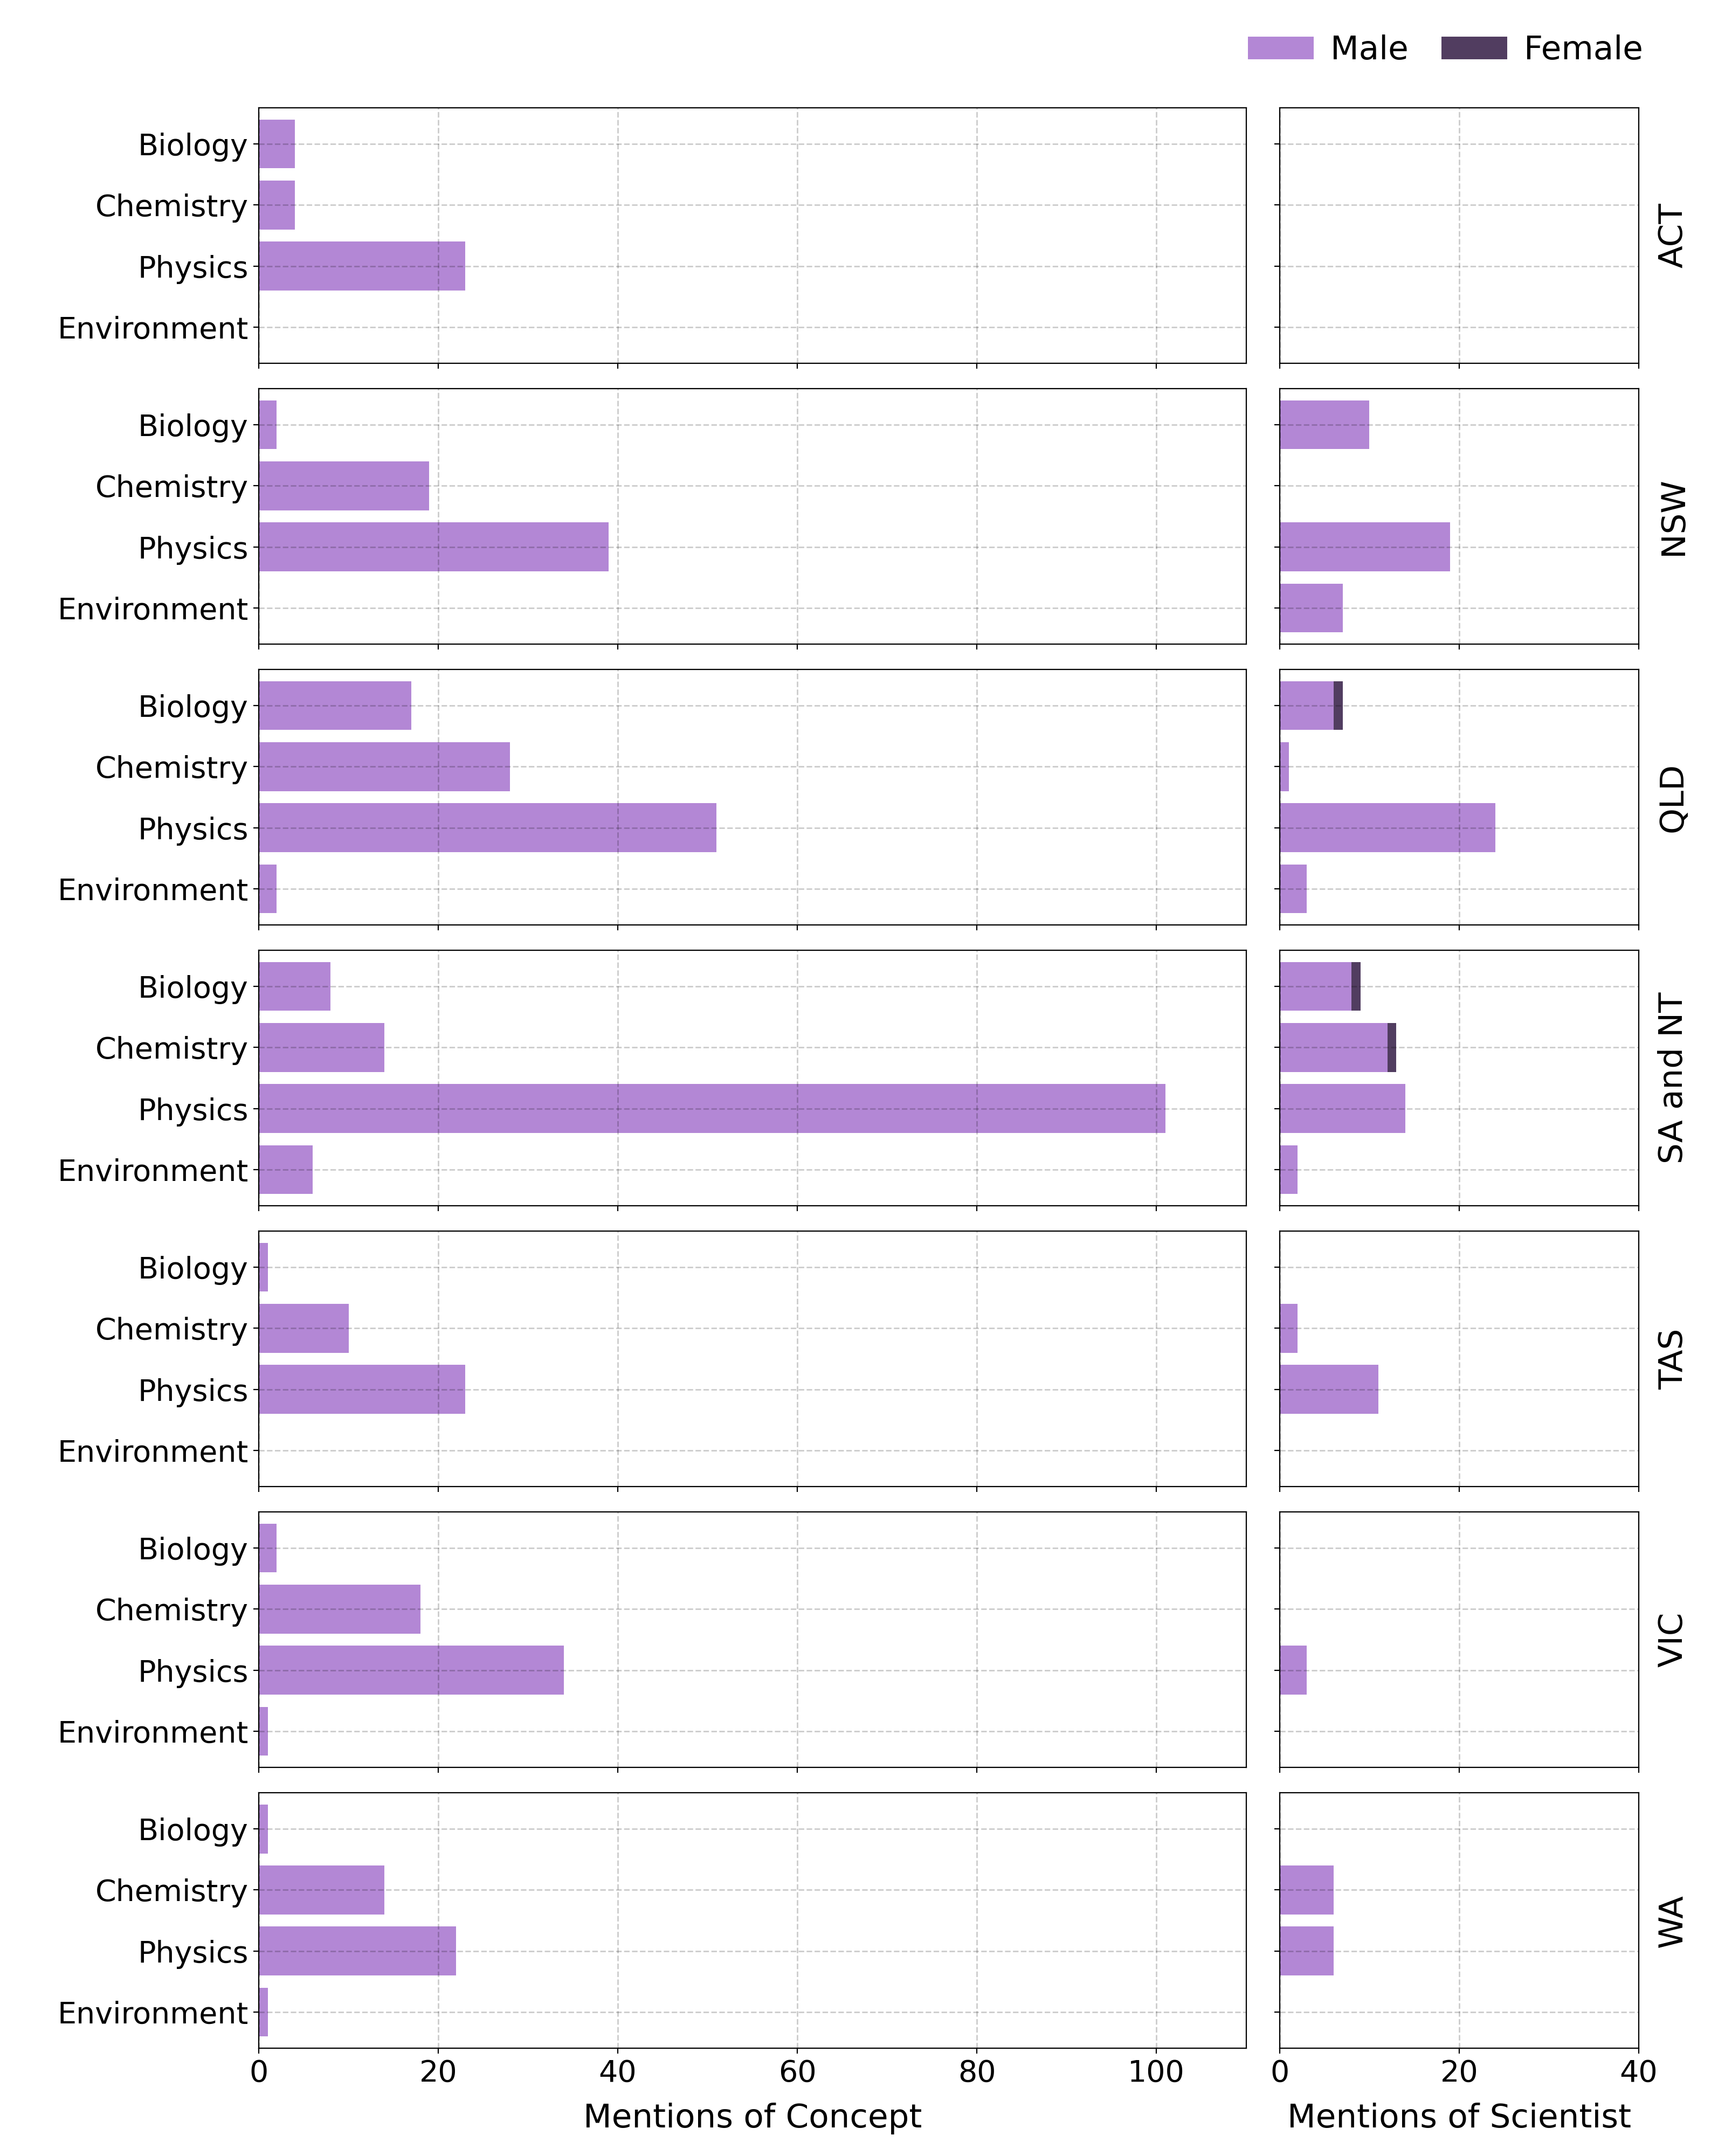 Male Female
Biology
Chemistry
Physics
Environment
ACT
Biology
Chemistry
Physics
Environment
NSW
Biology
Chemistry
Physics
Environment
QLD
Biology
Chemistry
Physics
Environment
SA and NT
Biology
Chemistry
Physics
Environment
TAS
Biology
Chemistry
Physics
Environment
VIC
Biology
Chemistry
Physics
Environment
WA
0 20 40 60 80 100 0 20 40
Mentions of Concept Mentions of Scientist